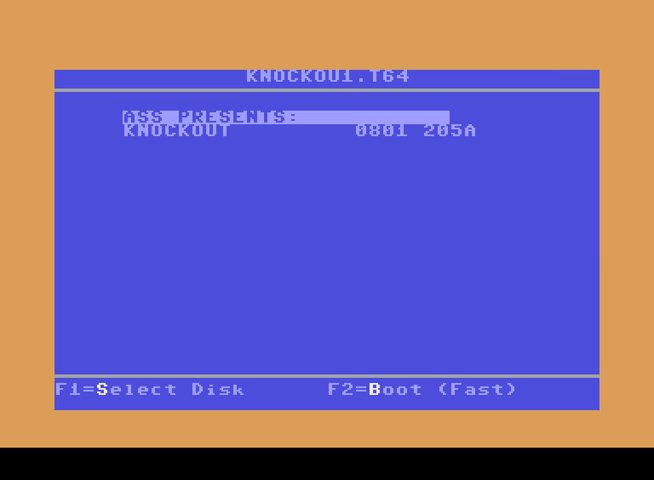 KNOCKOU1.T64
ASS PRESENTS:
KNOCKOUT 0801 205A
F1=Select Disk F2=Boot (Fast)